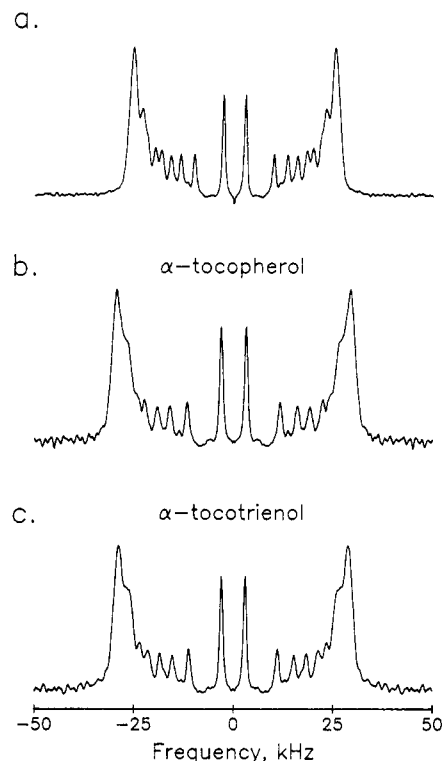 a.
b.
α-tocopherol
c.
α-tocotrienol
-50 -25 0 25 50
Frequency, kHz